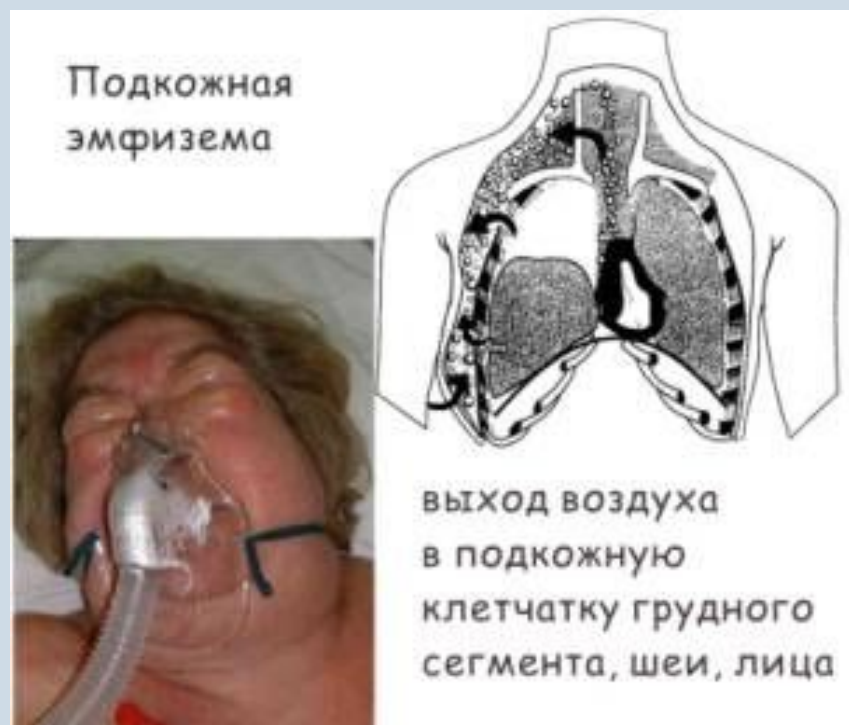 Подкожная
эмфизема
выход воздуха
в подкожную
клетчатку грудного
сегмента, шеи, лица